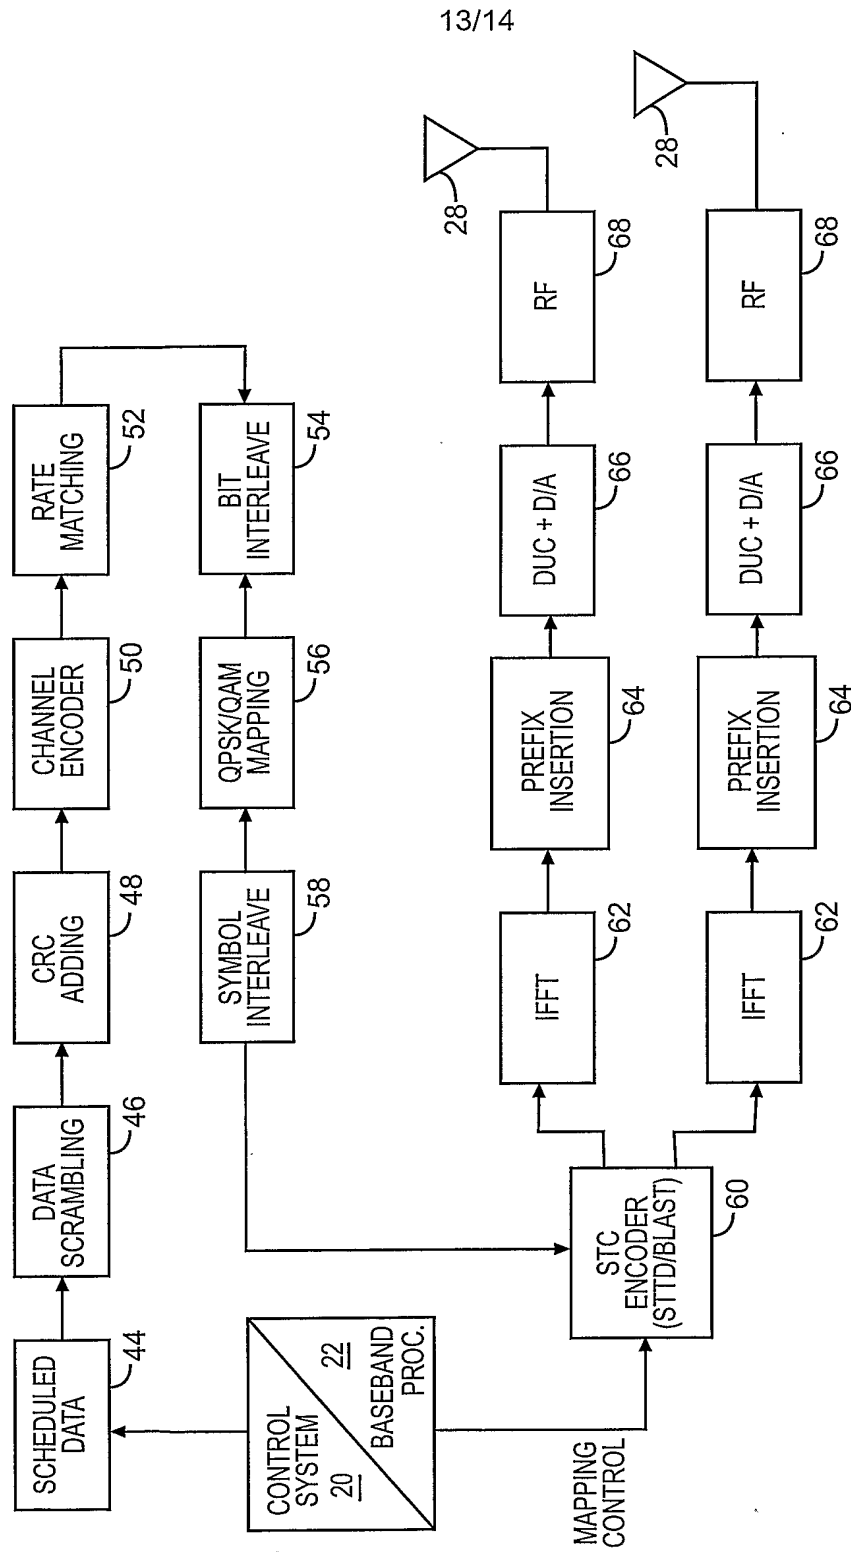 13/14
SCHEDULED
DATA
44
DATA
SCRAMBLING
46
CRC
ADDING
48
CHANNEL
ENCODER
50
RATE
MATCHING
52
BIT
INTERLEAVE
54
QPSK/QAM
MAPPING
56
SYMBOL
INTERLEAVE
58
CONTROL
SYSTEM
20
22
BASEBAND
PROC.
MAPPING
CONTROL
STC
ENCODER
(STTD/BLAST)
60
IFFT
62
PREFIX
INSERTION
64
DUC + D/A
66
RF
68
28
IFFT
62
PREFIX
INSERTION
64
DUC + D/A
66
RF
68
28